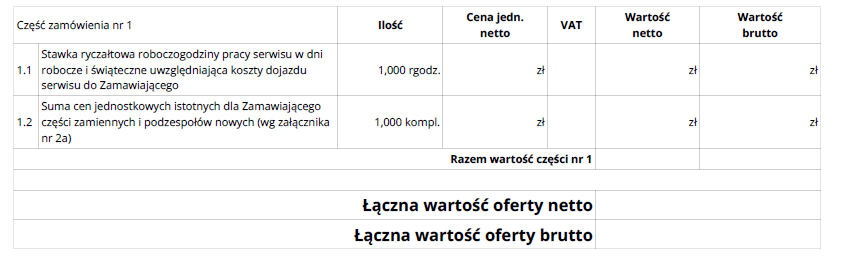 Część zamówienia nr 1
Ilość
Cena jedn.
netto
VAT
Wartość
netto
Wartość
brutto
1.1
Stawka ryczałtowa roboczogodziny pracy serwisu w dni
robocze i świąteczne uwzględniająca koszty dojazdu
serwisu do Zamawiającego
1,000 rgodz.
zł
zł
zł
1.2
Suma cen jednostkowych istotnych dla Zamawiającego
części zamiennych i podzespołów nowych (wg załącznika
nr 2a)
1,000 kompl.
zł
zł
zł
Razem wartość części nr 1
Łączna wartość oferty netto
Łączna wartość oferty brutto